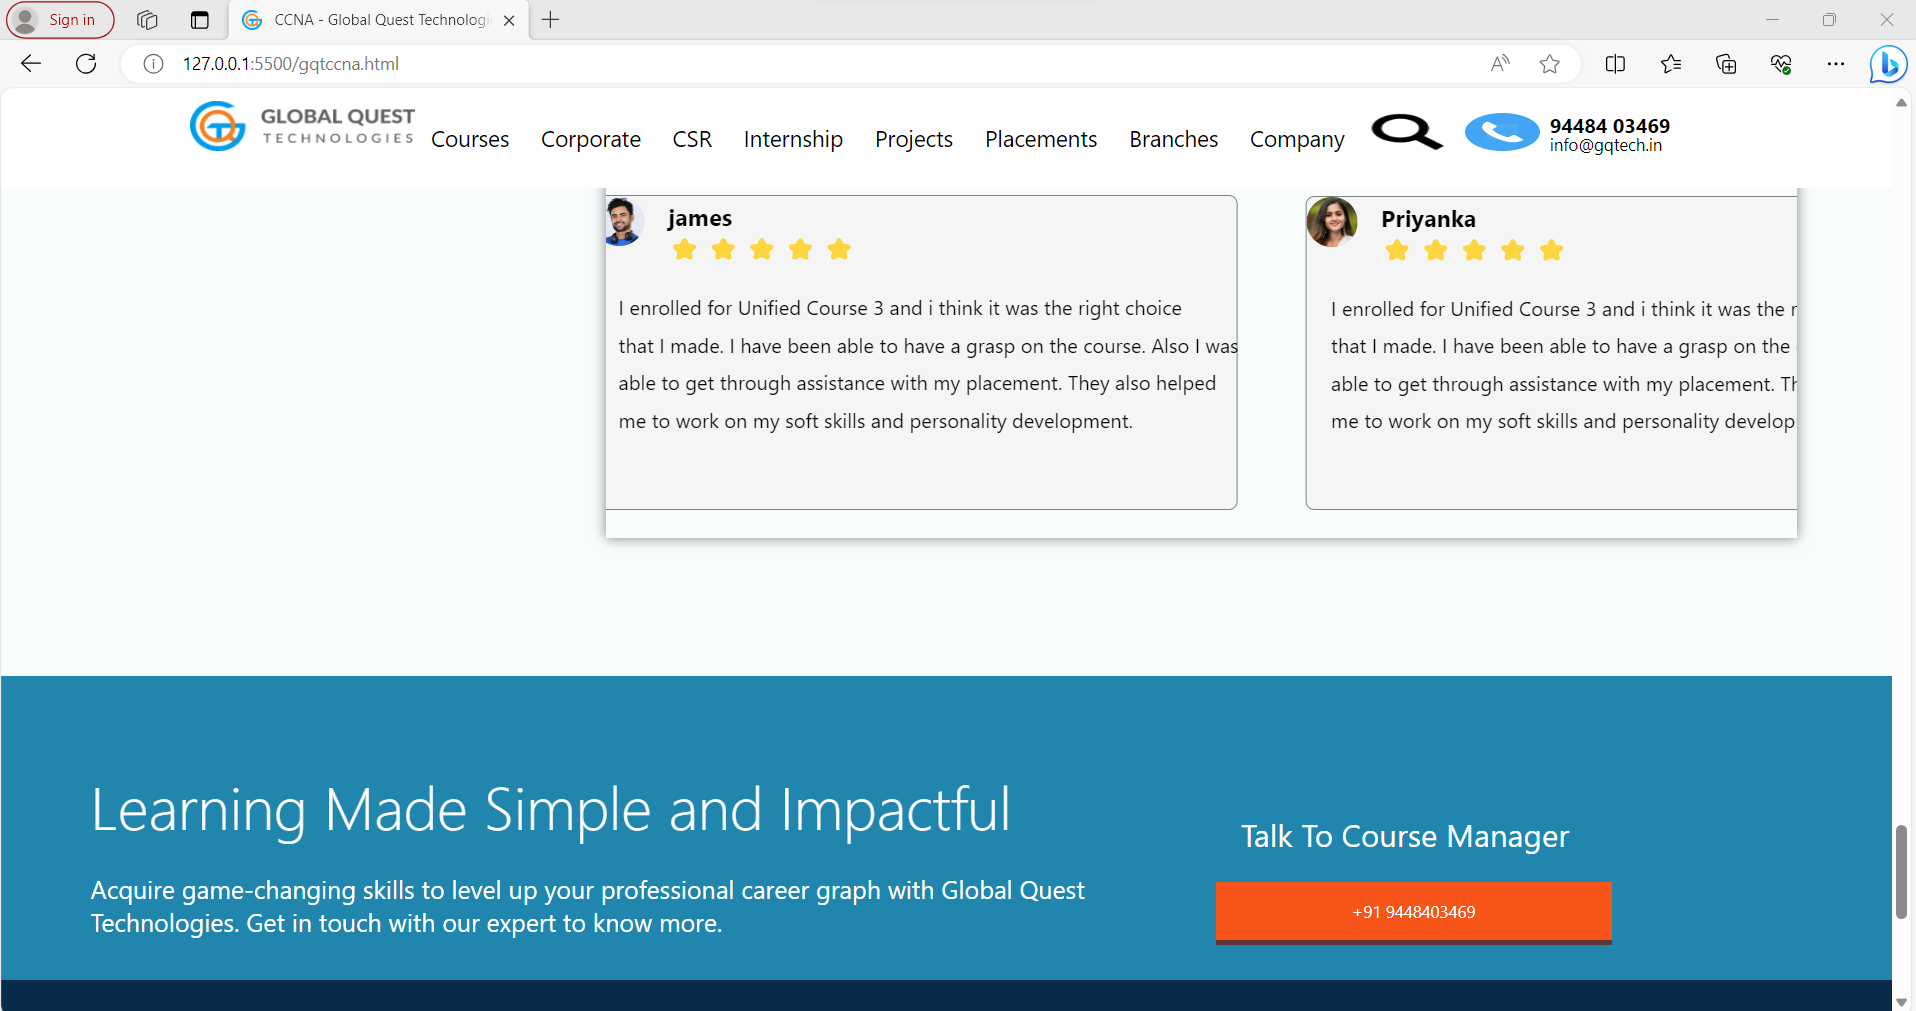 Sign in
CCNA - Global Quest Technologi
127.0.0.1:5500/gqtccna.html
GLOBAL QUEST
TECHNOLOGIES
Courses Corporate CSR Internship Projects Placements Branches Company
94484 03469
info@gqtech.in
james
I enrolled for Unified Course 3 and i think it was the right choice
that I made. I have been able to have a grasp on the course. Also I was
able to get through assistance with my placement. They also helped
me to work on my soft skills and personality development.
Priyanka
I enrolled for Unified Course 3 and i think it was the r
that I made. I have been able to have a grasp on the
able to get through assistance with my placement. Th
me to work on my soft skills and personality develop
Learning Made Simple and Impactful
Acquire game-changing skills to level up your professional career graph with Global Quest
Technologies. Get in touch with our expert to know more.
Talk To Course Manager
+91 9448403469